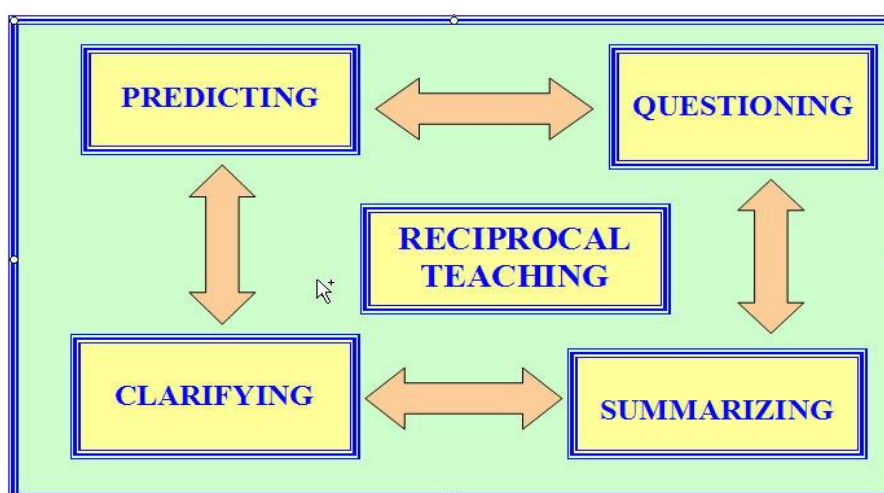 PREDICTING
QUESTIONING
RECIPROCAL
TEACHING
CLARIFYING
SUMMARIZING